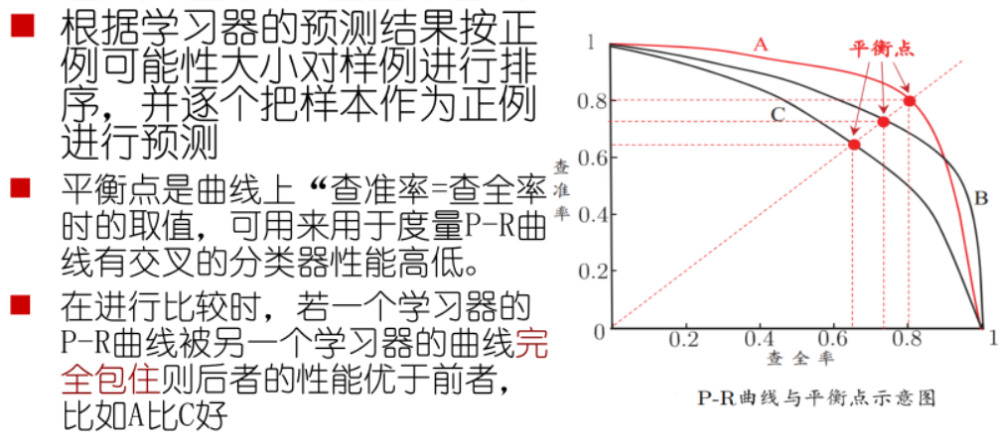 ■ 根据学习器的预测结果按正
例可能性大小对样例进行排
序，并逐个把样本作为正例
进行预测
■ 平衡点是曲线上“查准率=查全率
时的取值，可用来用于度量P-R曲
线有交叉的分类器性能高低。
■ 在进行比较时，若一个学习器的
P-R曲线被另一个学习器的曲线完
全包住则后者的性能优于前者，
比如A比C好
1
0.8
0.6
0.4
0.2
0
查准率
A
平衡点
C
B
0.2
0.4
0.6
0.8
1
查全率
P-R曲线与平衡点示意图